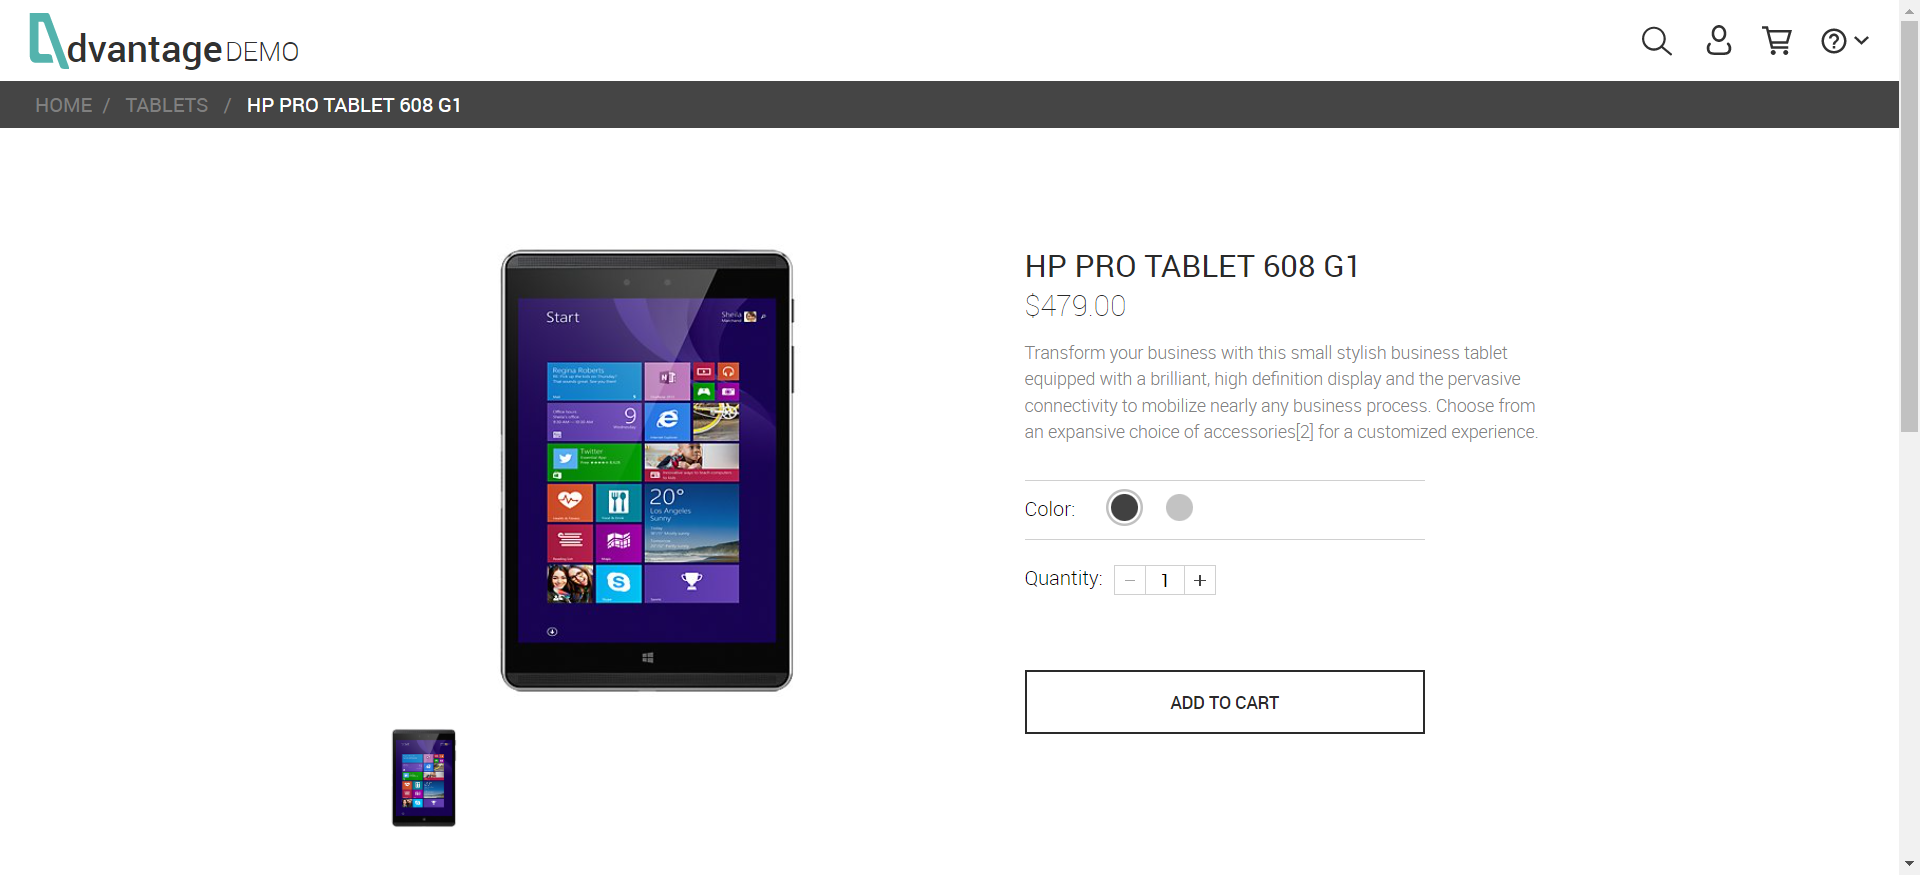 dvantage DEMO
HOME / TABLETS / HP PRO TABLET 608 G1
HP PRO TABLET 608 G1
$479.00
Transform your business with this small stylish business tablet
equipped with a brilliant, high definition display and the pervasive
connectivity to mobilize nearly any business process. Choose from
an expansive choice of accessories[2] for a customized experience.
Color:
Quantity: − 1 +
ADD TO CART
Start
Sheila
Regina Roberts
9
Wednesday
Twitter
20°
Los Angeles
Sunny